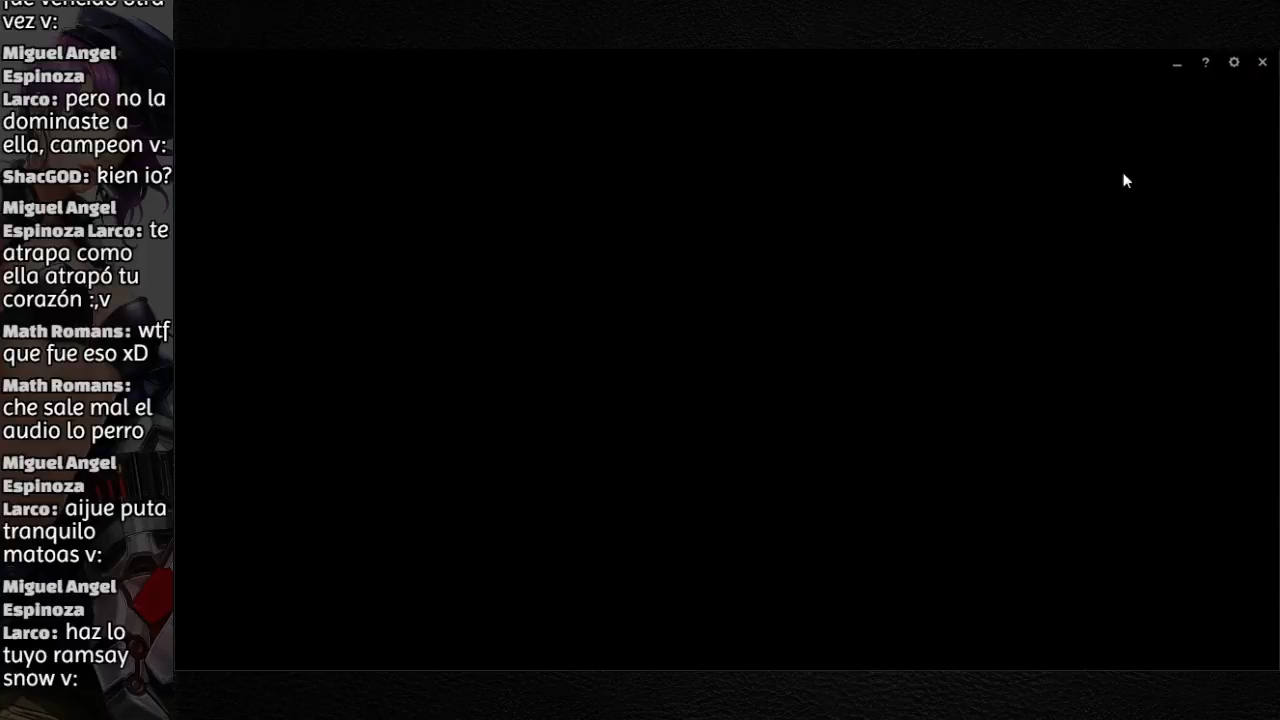 vez v:
Miguel Angel
Espinoza
Larco: pero no la
dominaste a
ella, campeon v:
ShacGOD: kien io?
Miguel Angel
Espinoza Larco: te
atrapa como
ella atrapó tu
corazón :,v
Math Romans: wtf
que fue eso xD
Math Romans:
che sale mal el
audio lo perro
Miguel Angel
Espinoza
Larco: aijue puta
tranquilo
matoas v:
Miguel Angel
Espinoza
Larco: haz lo
tuyo ramsay
snow v:
?